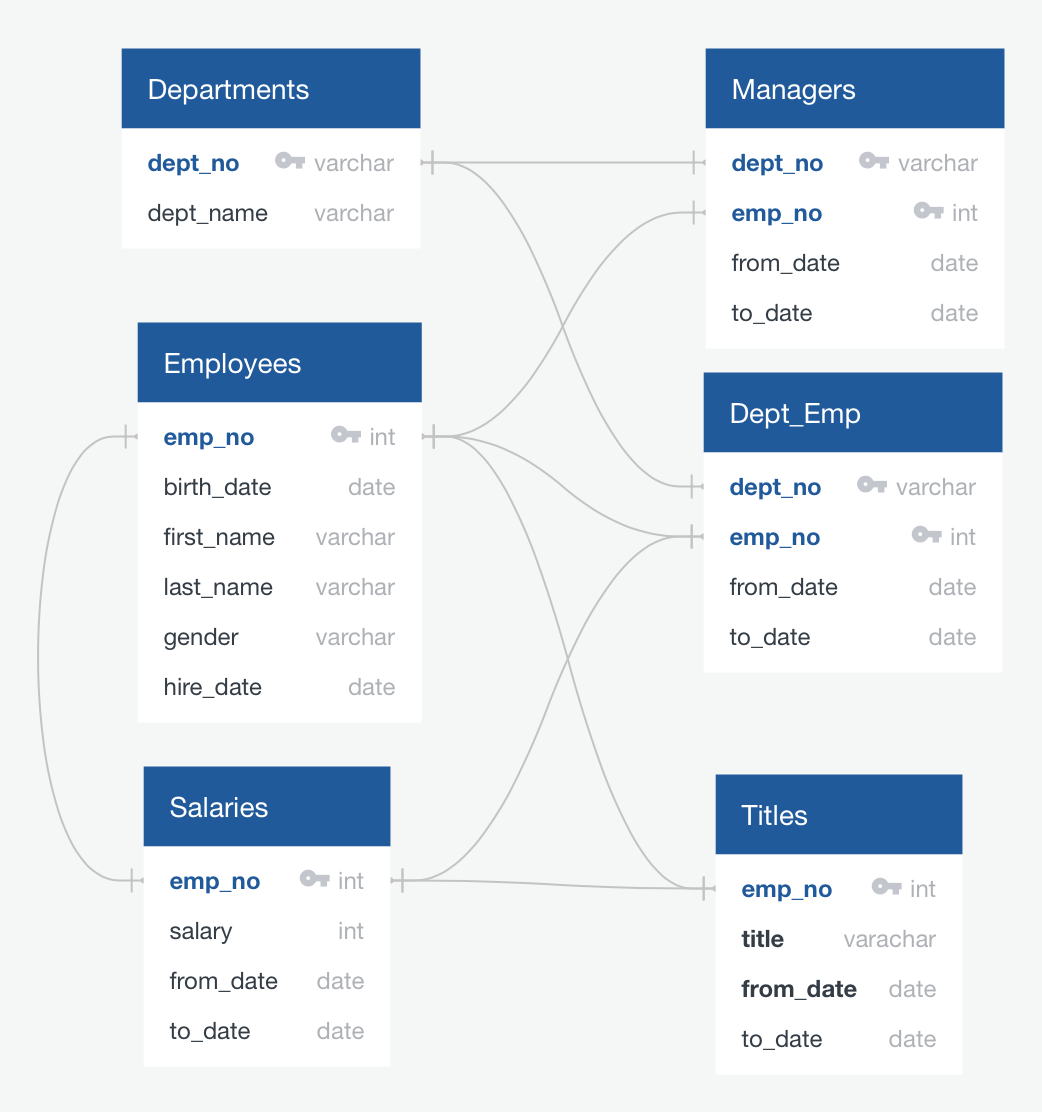 Departments
dept_no varchar
dept_name varchar
Managers
dept_no varchar
emp_no int
from_date date
to_date date
Employees
emp_no int
birth_date date
first_name varchar
last_name varchar
gender varchar
hire_date date
Dept_Emp
dept_no varchar
emp_no int
from_date date
to_date date
Salaries
emp_no int
salary int
from_date date
to_date date
Titles
emp_no int
title varachar
from_date date
to_date date